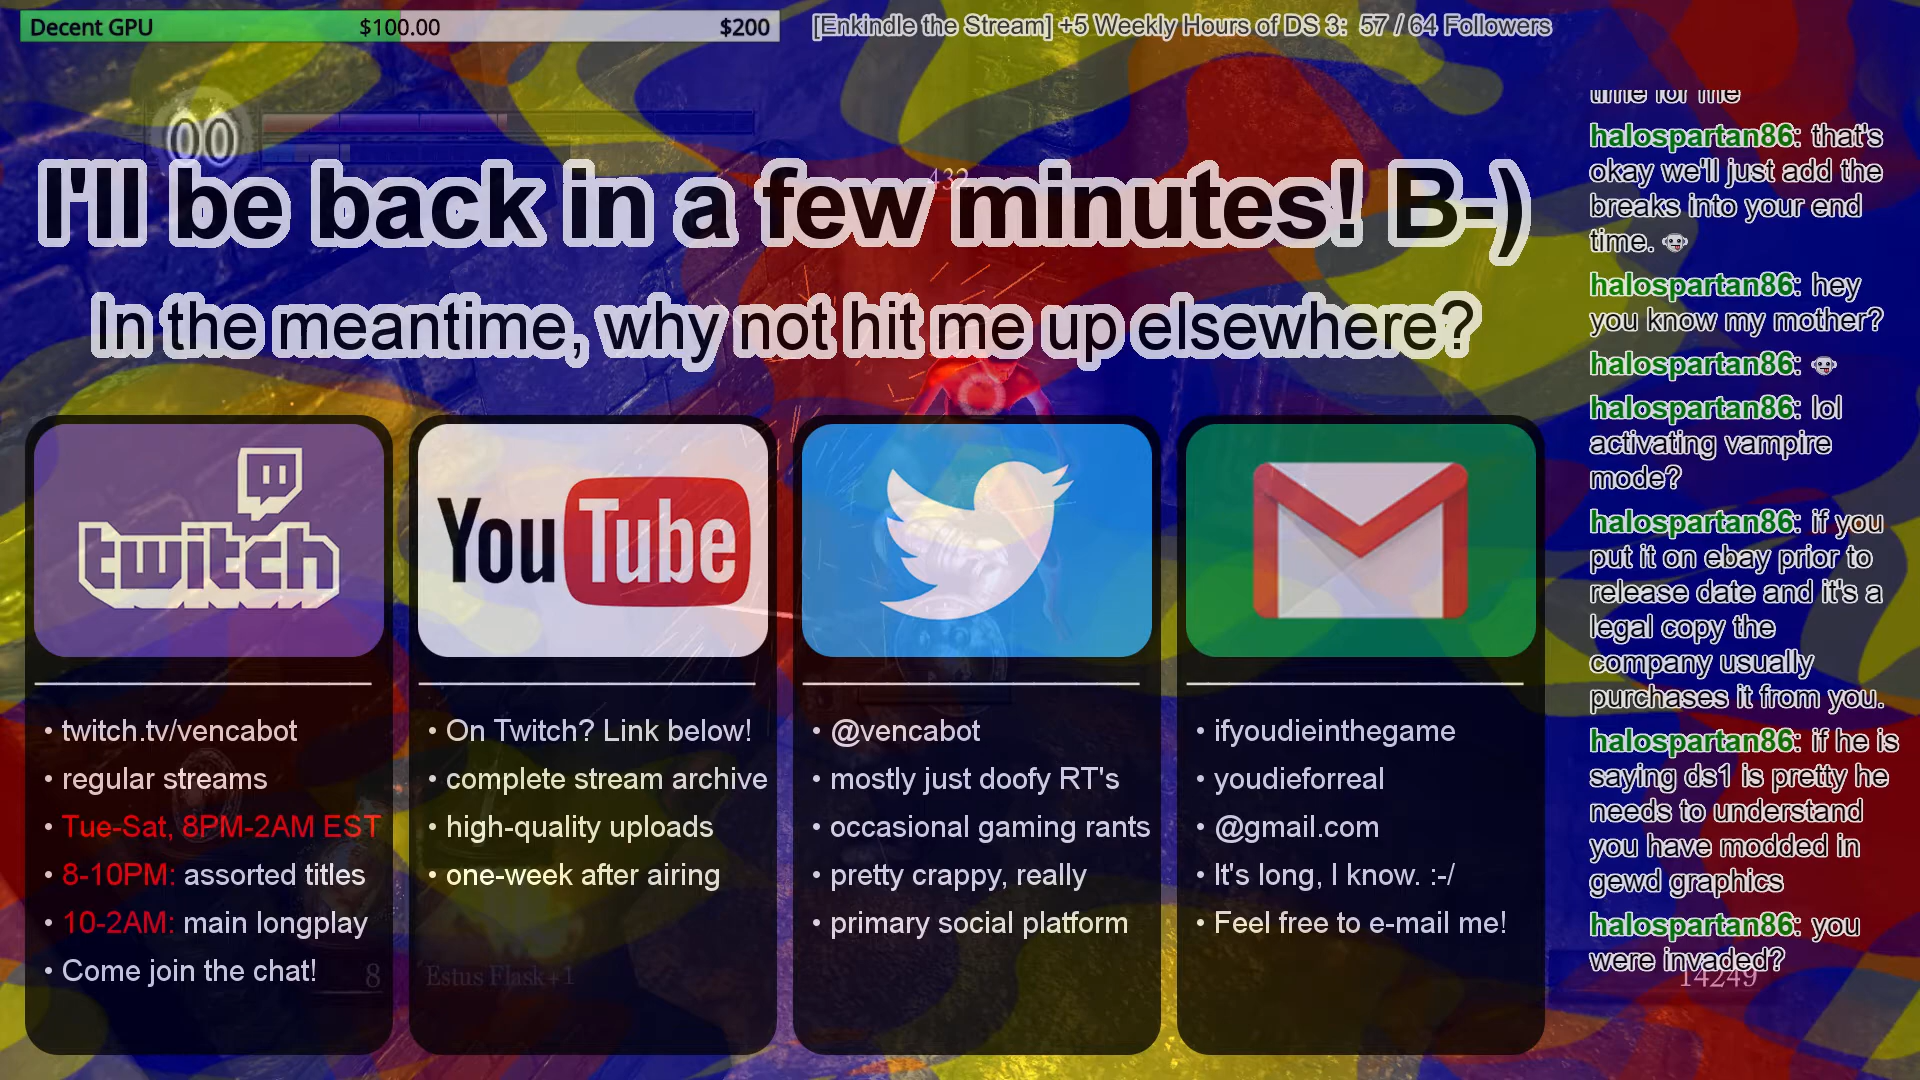 Decent GPU $100.00 $200
[Enkindle the Stream] +5 Weekly Hours of DS 3: 57 / 64 Followers
00
432
I'll be back in a few minutes! B-)
In the meantime, why not hit me up elsewhere?
twitch
• twitch.tv/vencabot
• regular streams
• Tue-Sat, 8PM-2AM EST
• 8-10PM: assorted titles
• 10-2AM: main longplay
• Come join the chat!
8
YouTube
• On Twitch? Link below!
• complete stream archive
• high-quality uploads
• one-week after airing
Estus Flask+1
• @vencabot
• mostly just doofy RT's
• occasional gaming rants
• pretty crappy, really
• primary social platform
• ifyoudieinthegame
• youdieforreal
• @gmail.com
• It's long, I know. :-/
• Feel free to e-mail me!
time for me
halospartan86: that's
okay we'll just add the
breaks into your end
time.
halospartan86: hey
you know my mother?
halospartan86:
halospartan86: lol
activating vampire
mode?
halospartan86: if you
put it on ebay prior to
release date and it's a
legal copy the
company usually
purchases it from you.
halospartan86: if he is
saying ds1 is pretty he
needs to understand
you have modded in
gewd graphics
halospartan86: you
were invaded?
14249